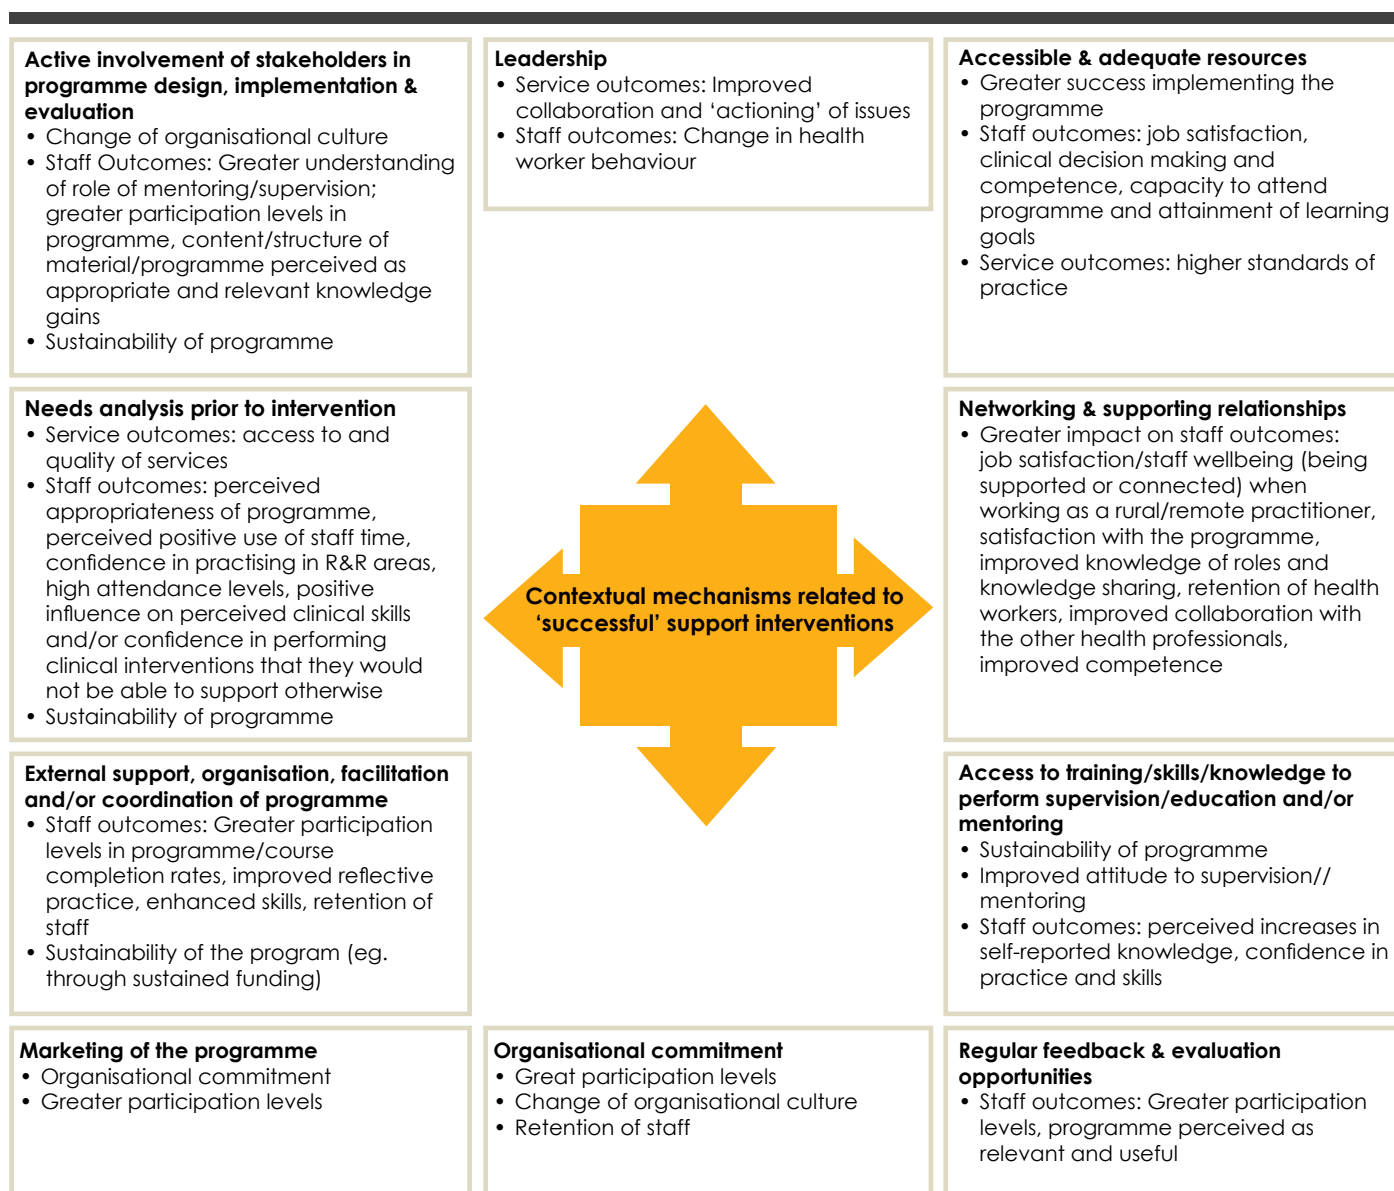 Active involvement of stakeholders in
programme design, implementation &
evaluation
• Change of organisational culture
• Staff Outcomes: Greater understanding
of role of mentoring/supervision;
greater participation levels in
programme, content/structure of
material/programme perceived as
appropriate and relevant knowledge
gains
• Sustainability of programme
Leadership
• Service outcomes: Improved
collaboration and ‘actioning’ of issues
• Staff outcomes: Change in health
worker behaviour
Accessible & adequate resources
• Greater success implementing the
programme
• Staff outcomes: job satisfaction,
clinical decision making and
competence, capacity to attend
programme and attainment of learning
goals
• Service outcomes: higher standards of
practice
Needs analysis prior to intervention
• Service outcomes: access to and
quality of services
• Staff outcomes: perceived
appropriateness of programme,
perceived positive use of staff time,
confidence in practising in R&R areas,
high attendance levels, positive
influence on perceived clinical skills
and/or confidence in performing
clinical interventions that they would
not be able to support otherwise
• Sustainability of programme
Contextual mechanisms related to
‘successful’ support interventions
Networking & supporting relationships
• Greater impact on staff outcomes:
job satisfaction/staff wellbeing (being
supported or connected) when
working as a rural/remote practitioner,
satisfaction with the programme,
improved knowledge of roles and
knowledge sharing, retention of health
workers, improved collaboration with
the other health professionals,
improved competence
External support, organisation, facilitation
and/or coordination of programme
• Staff outcomes: Greater participation
levels in programme/course
completion rates, improved reflective
practice, enhanced skills, retention of
staff
• Sustainability of the program (eg.
through sustained funding)
Access to training/skills/knowledge to
perform supervision/education and/or
mentoring
• Sustainability of programme
• Improved attitude to supervision//
mentoring
• Staff outcomes: perceived increases in
self-reported knowledge, confidence in
practice and skills
Marketing of the programme
• Organisational commitment
• Greater participation levels
Organisational commitment
• Great participation levels
• Change of organisational culture
• Retention of staff
Regular feedback & evaluation
opportunities
• Staff outcomes: Greater participation
levels, programme perceived as
relevant and useful